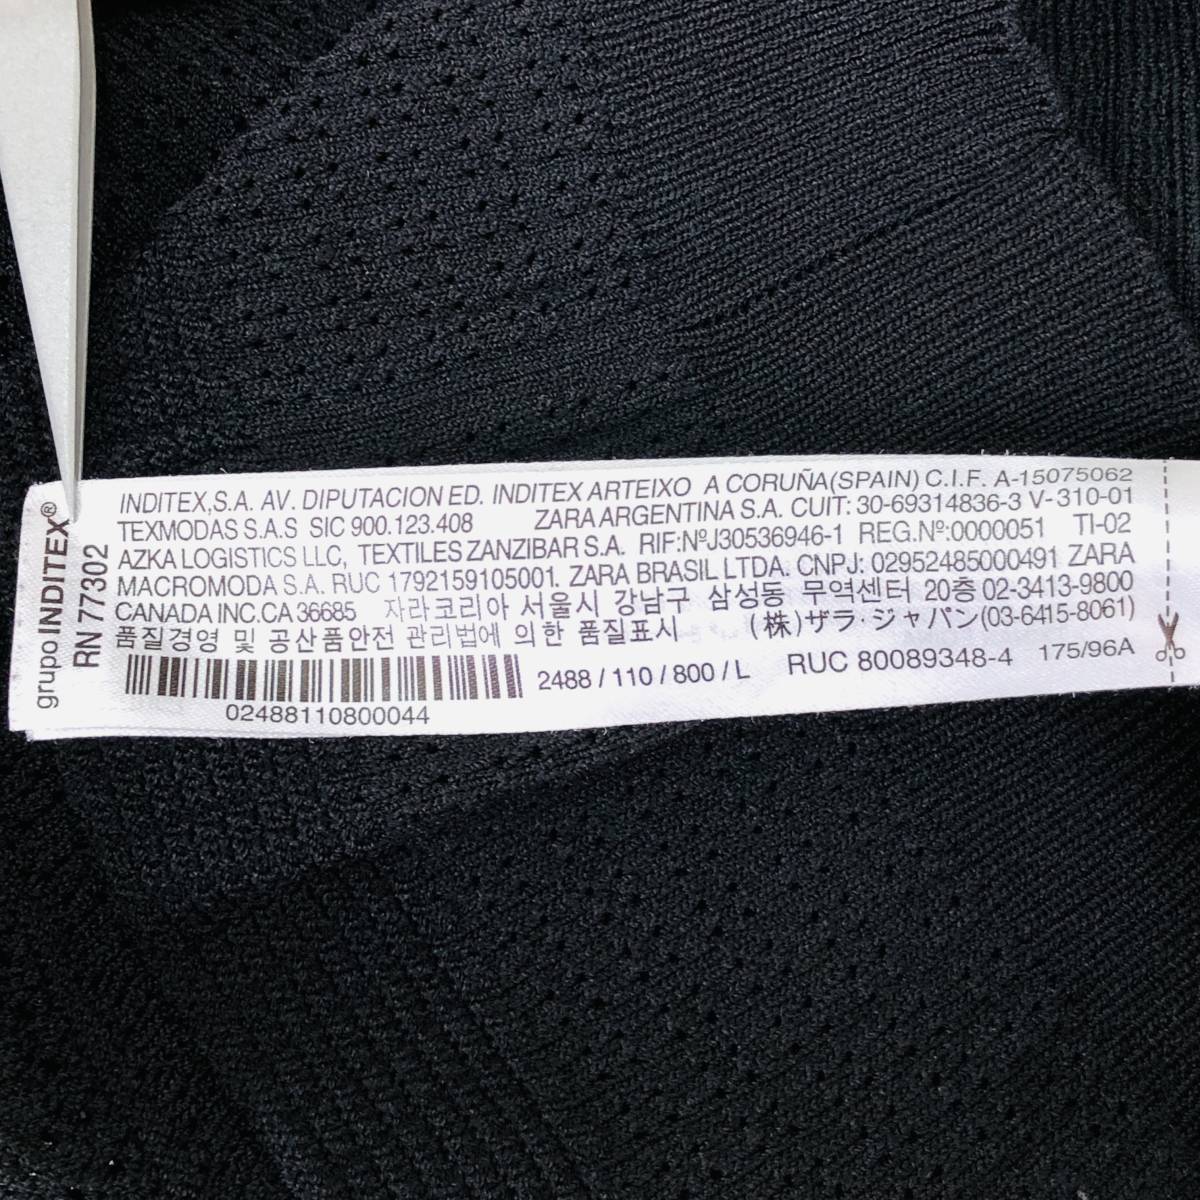 grupo INDITEX®
RN 77302
INDITEX,S.A. AV. DIPUTACION ED. INDITEX ARTEIXO A CORUÑA(SPAIN) C.I.F. A-15075062
TEXMODAS S.A.S SIC 900.123.408 ZARA ARGENTINA S.A. CUIT: 30-69314836-3 V-310-01
AZKA LOGISTICS LLC, TEXTILES ZANZIBAR S.A. RIF:NºJ30536946-1 REG.Nº:0000051 TI-02
MACROMODA S.A. RUC 1792159105001. ZARA BRASIL LTDA. CNPJ: 02952485000491 ZARA
CANADA INC.CA 36685 자라코리아 서울시 강남구 삼성동 무역센터 20층 02-3413-9800
품질경영 및 공산품안전 관리법에 의한 품질표시 (株)ザラ・ジャパン(03-6415-8061)
2488 / 110 / 800 / L RUC 80089348-4 175/96A
02488110800044